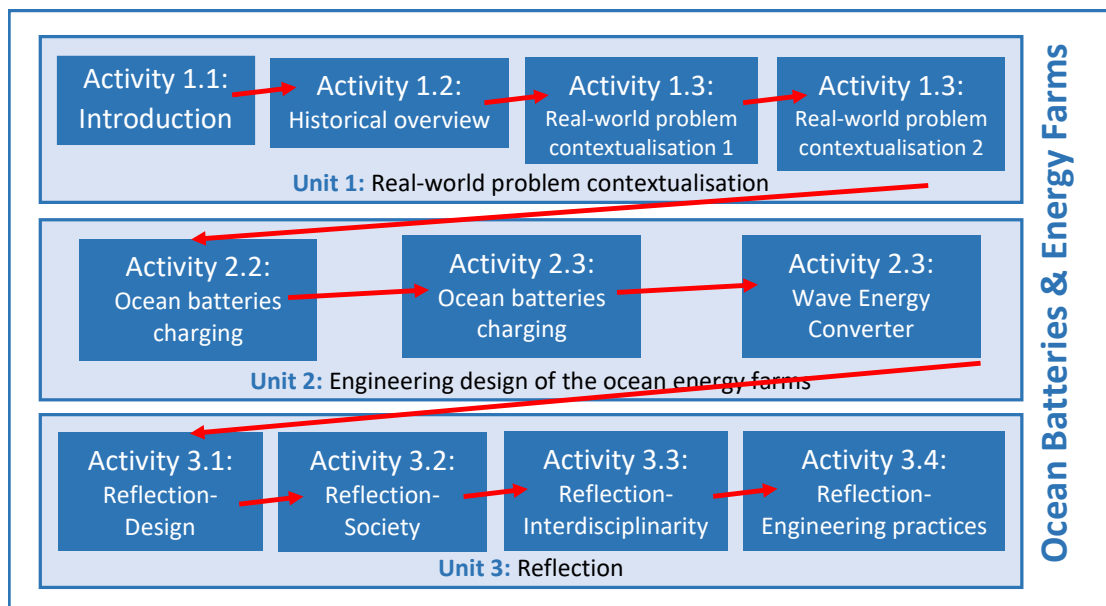 Activity 1.1:
Introduction
Activity 1.2:
Historical overview
Activity 1.3:
Real-world problem
contextualisation 1
Activity 1.3:
Real-world problem
contextualisation 2
Unit 1: Real-world problem contextualisation
Activity 2.2:
Ocean batteries
charging
Activity 2.3:
Ocean batteries
charging
Activity 2.3:
Wave Energy
Converter
Unit 2: Engineering design of the ocean energy farms
Activity 3.1:
Reflection-
Design
Activity 3.2:
Reflection-
Society
Activity 3.3:
Reflection-
Interdisciplinarity
Activity 3.4:
Reflection-
Engineering practices
Unit 3: Reflection
Ocean Batteries & Energy Farms